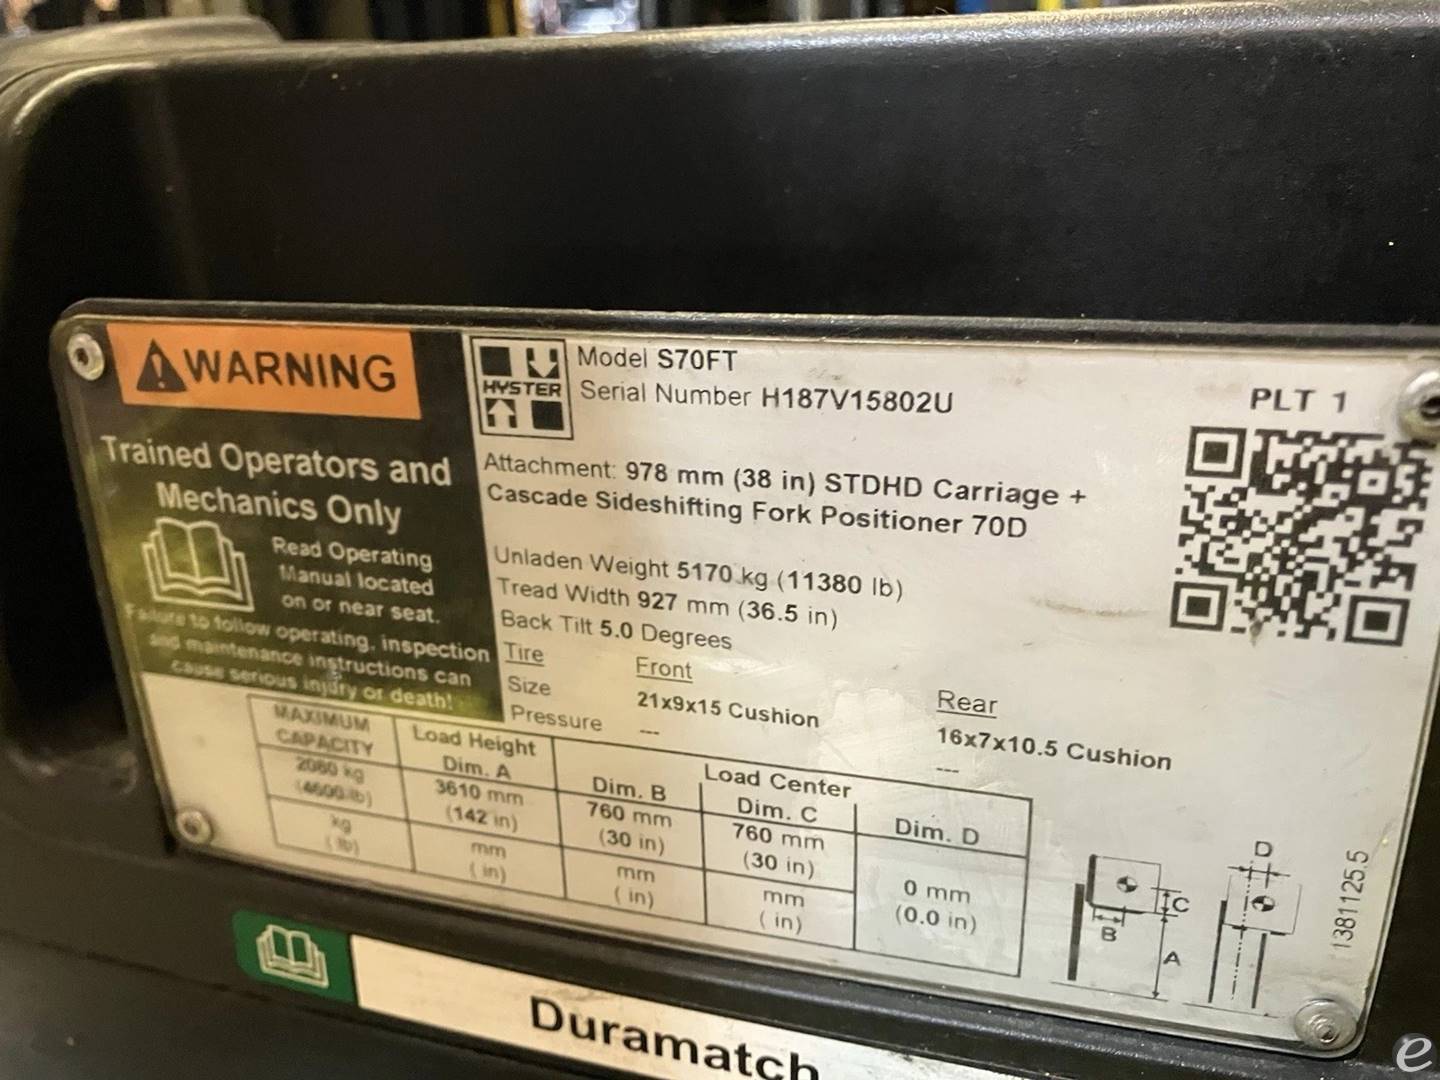 WARNING
Trained Operators and
Mechanics Only
Read Operating
Manual located
on or near seat.
Failure to follow operating, inspection
and maintenance instructions can
cause serious injury or death!
HYSTER
Model S70FT
Serial Number H187V15802U
PLT 1
Attachment: 978 mm (38 in) STDHD Carriage +
Cascade Sideshifting Fork Positioner 70D
Unladen Weight 5170 kg (11380 lb)
Tread Width 927 mm (36.5 in)
Back Tilt 5.0 Degrees
Tire Front Rear
Size 21x9x15 Cushion 16x7x10.5 Cushion
Pressure --- ---
MAXIMUM
CAPACITY
Load Height
Dim. A
Load Center
Dim. B Dim. C Dim. D
2080 kg 3610 mm 760 mm 760 mm 0 mm
(4600 lb) (142 in) (30 in) (30 in) (0.0 in)
kg mm mm mm
( lb) ( in) ( in) ( in)
D
C
B
A
1381125.5
Duramatch
e